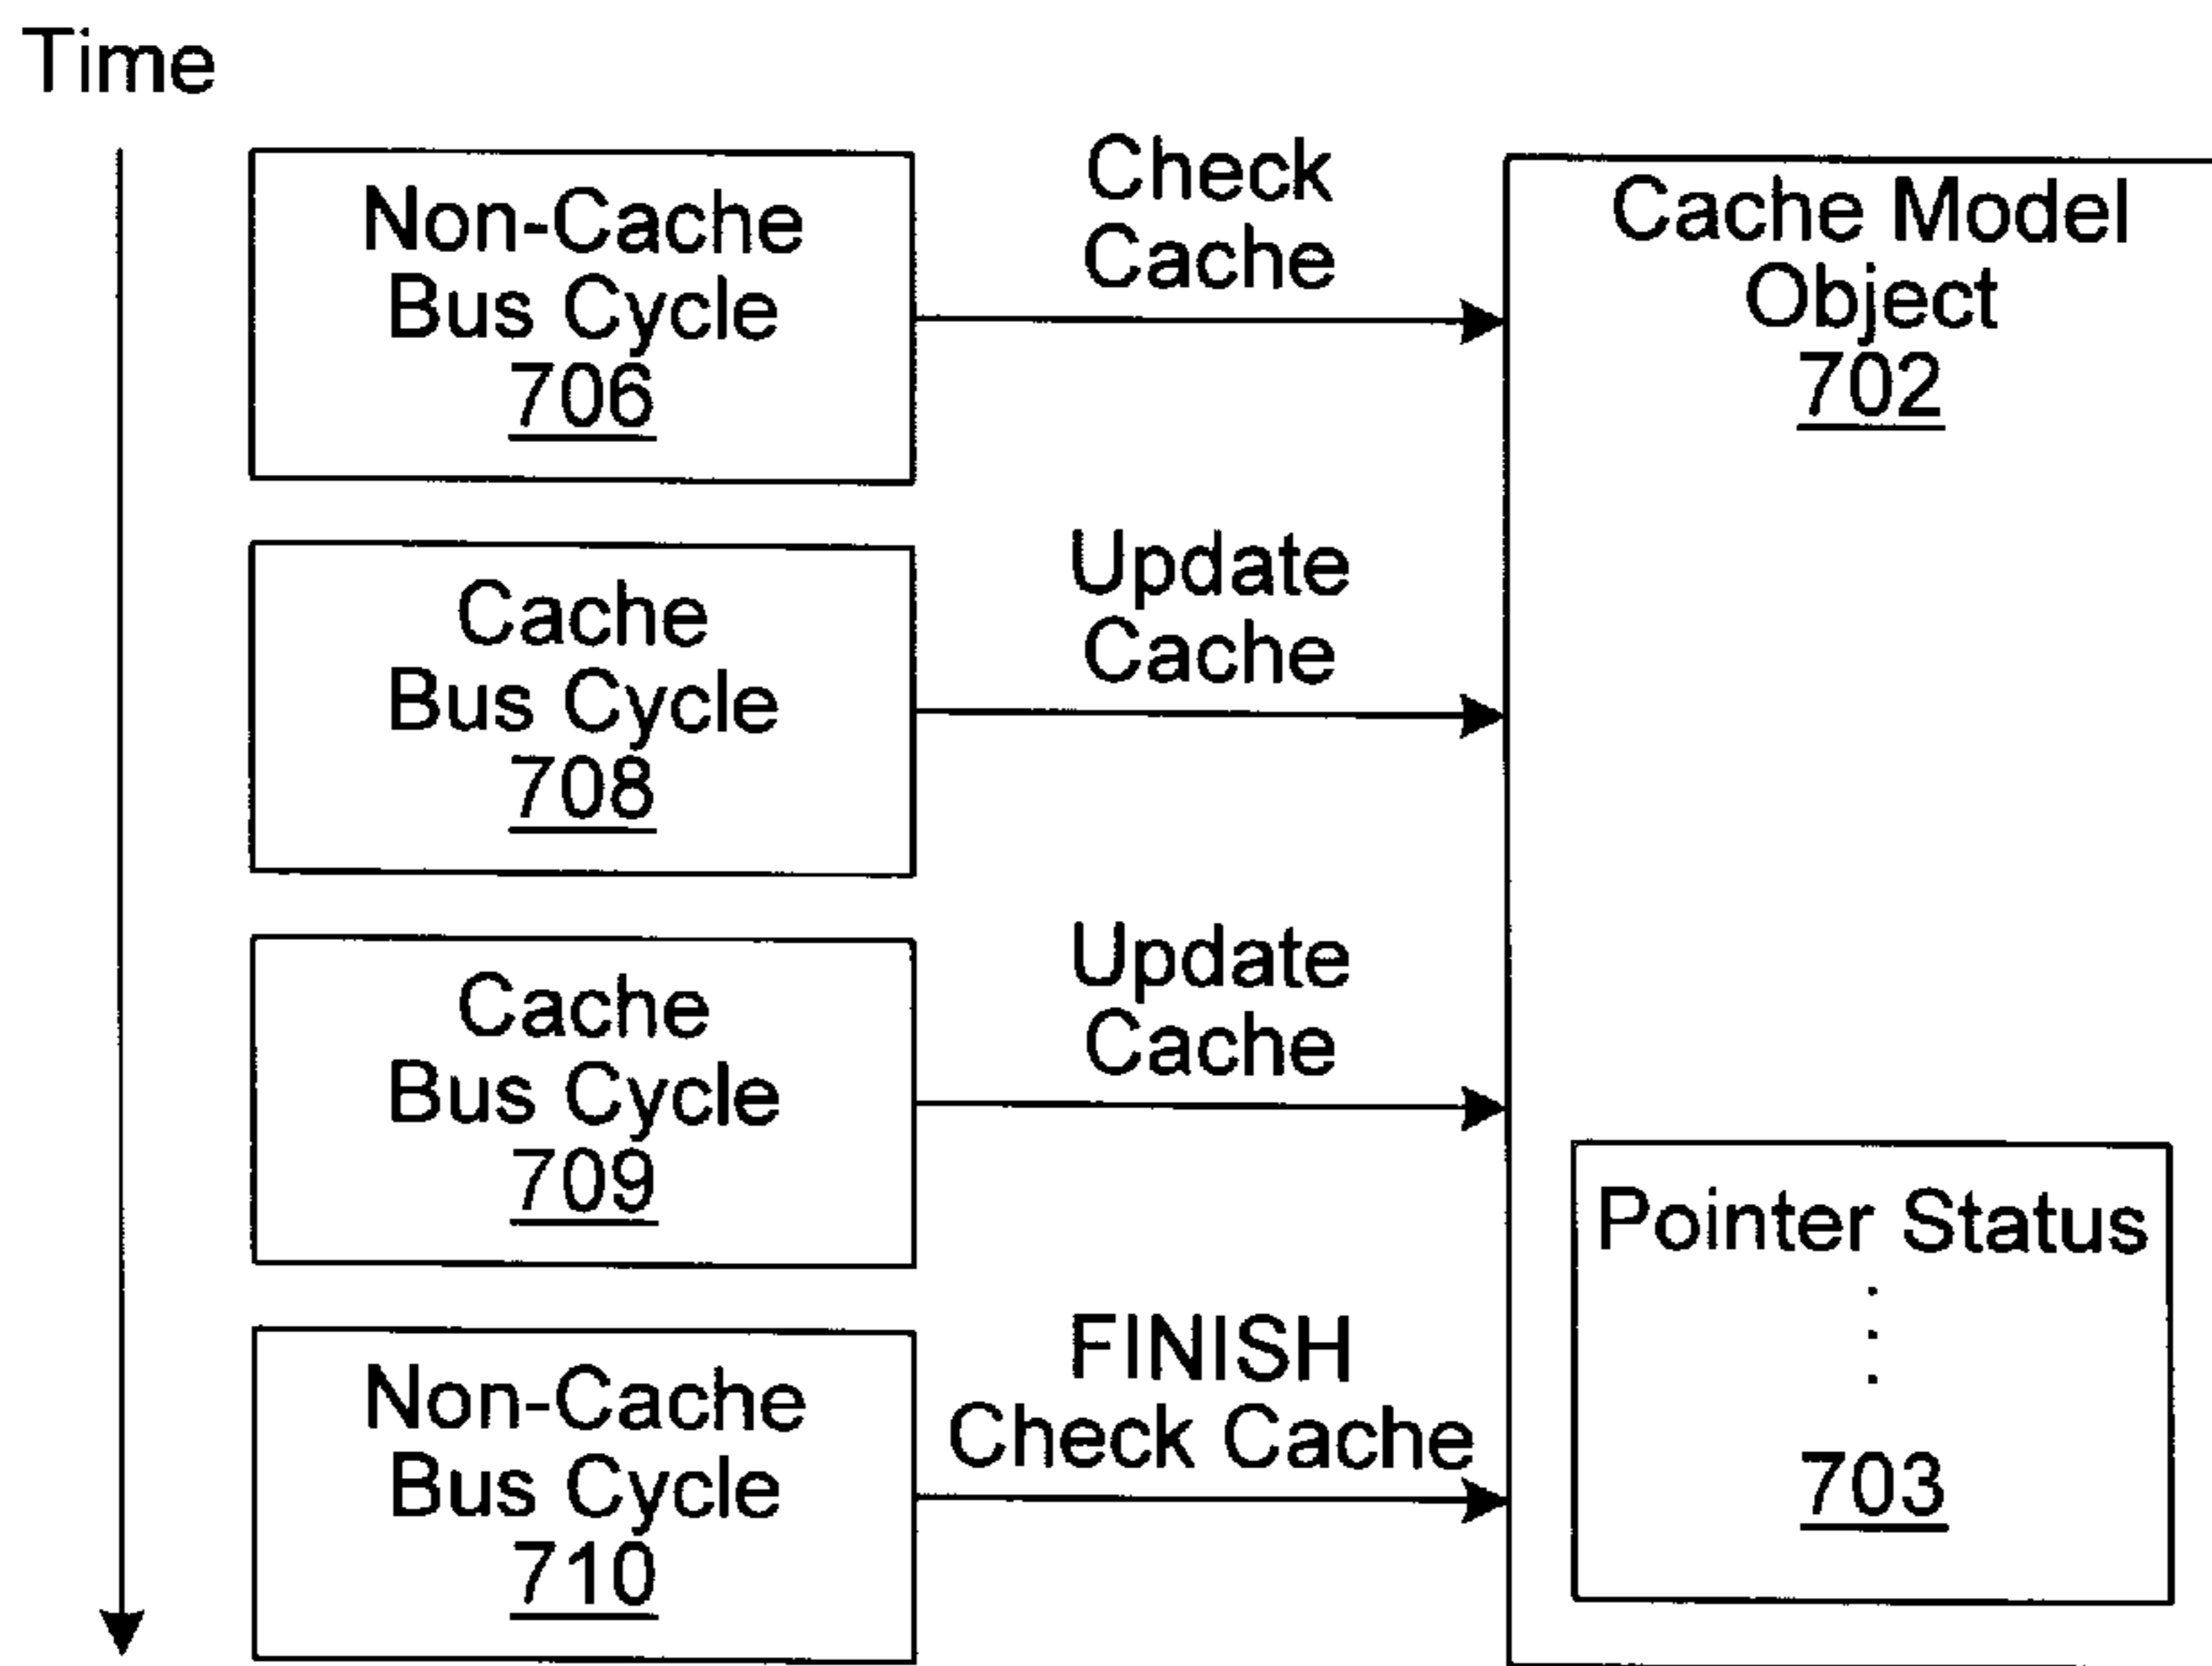 Time
Non-Cache
Bus Cycle
706
Check
Cache
Cache Model
Object
702
Cache
Bus Cycle
708
Update
Cache
Cache
Bus Cycle
709
Update
Cache
Non-Cache
Bus Cycle
710
FINISH
Check Cache
Pointer Status
703